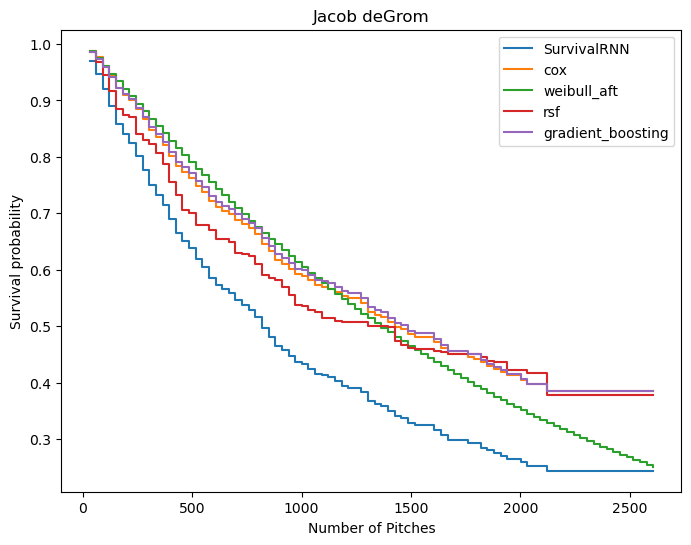 Jacob deGrom
SurvivalRNN
cox
weibull_aft
rsf
gradient_boosting
Survival probability
1.0
0.9
0.8
0.7
0.6
0.5
0.4
0.3
0
500
1000
1500
2000
2500
Number of Pitches